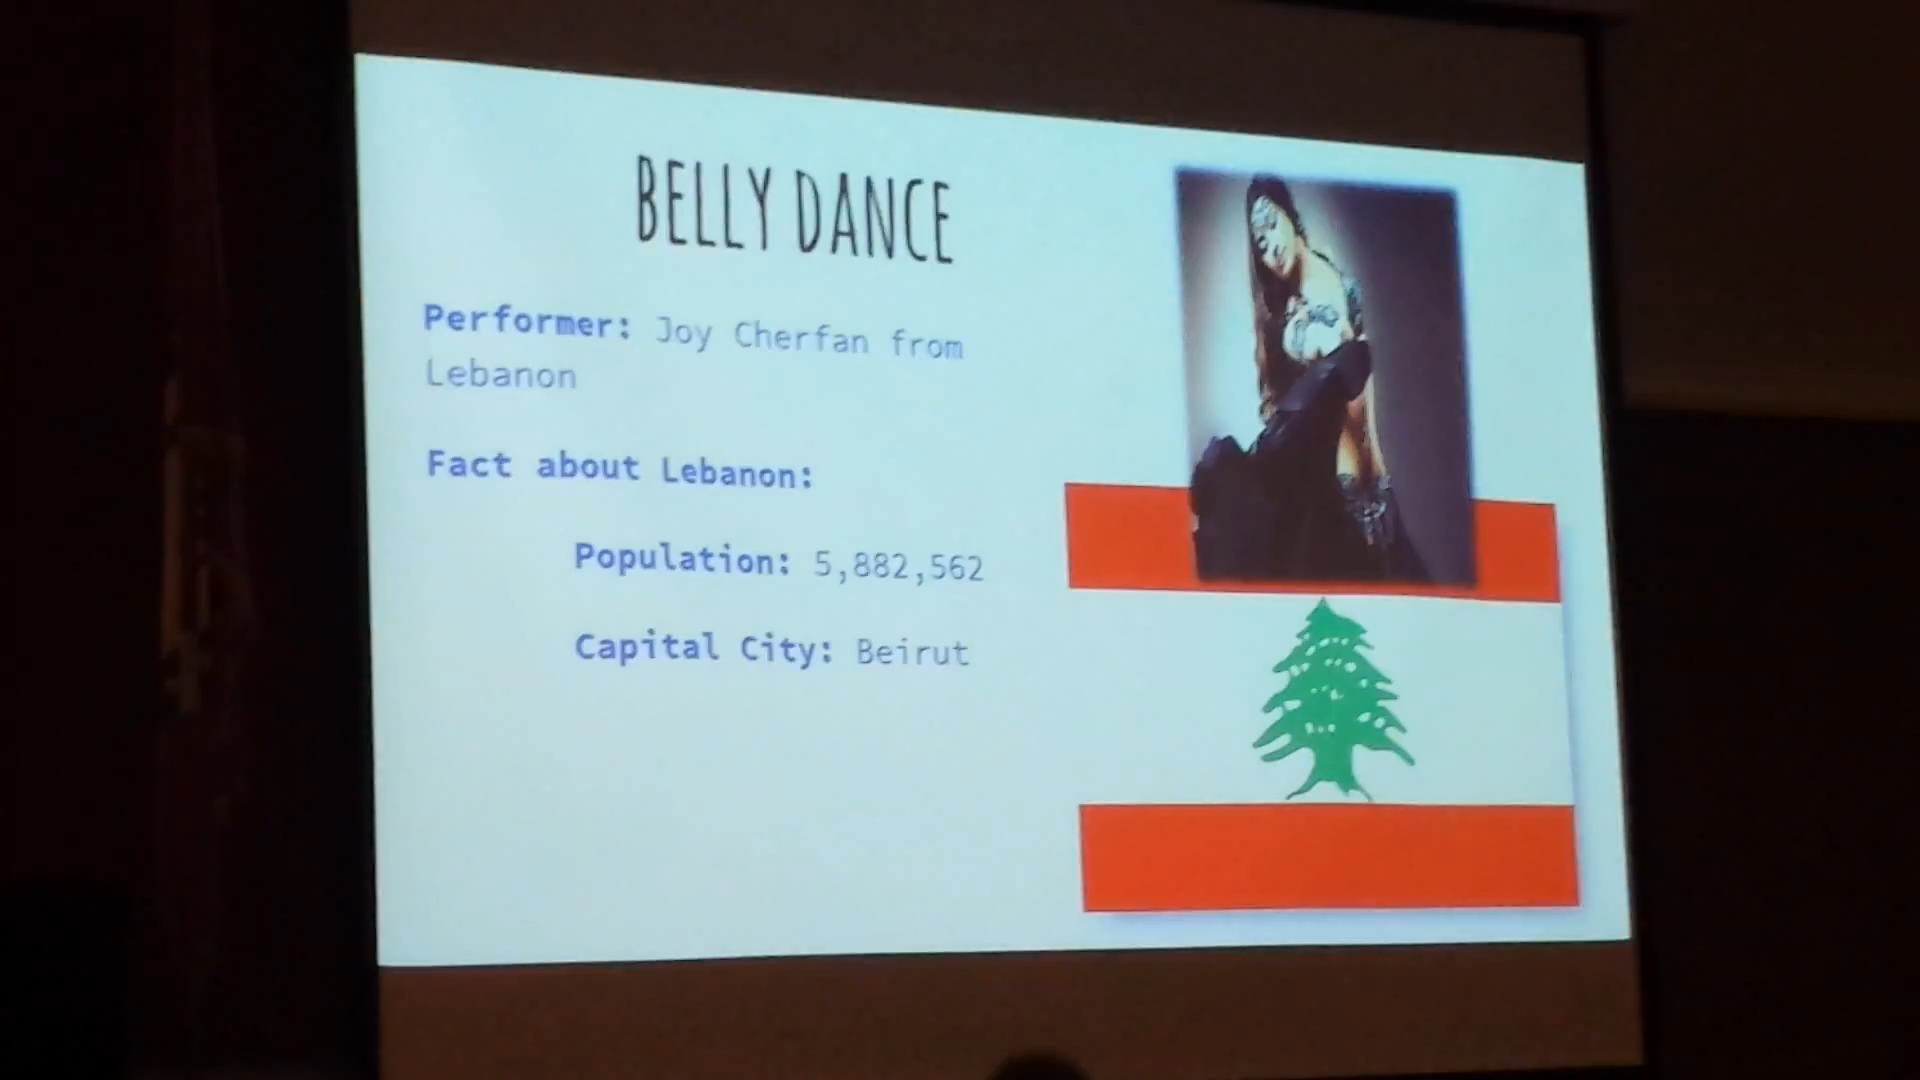 BELLY DANCE
Performer: Joy Cherfan from
Lebanon
Fact about Lebanon:
Population: 5,882,562
Capital City: Beirut